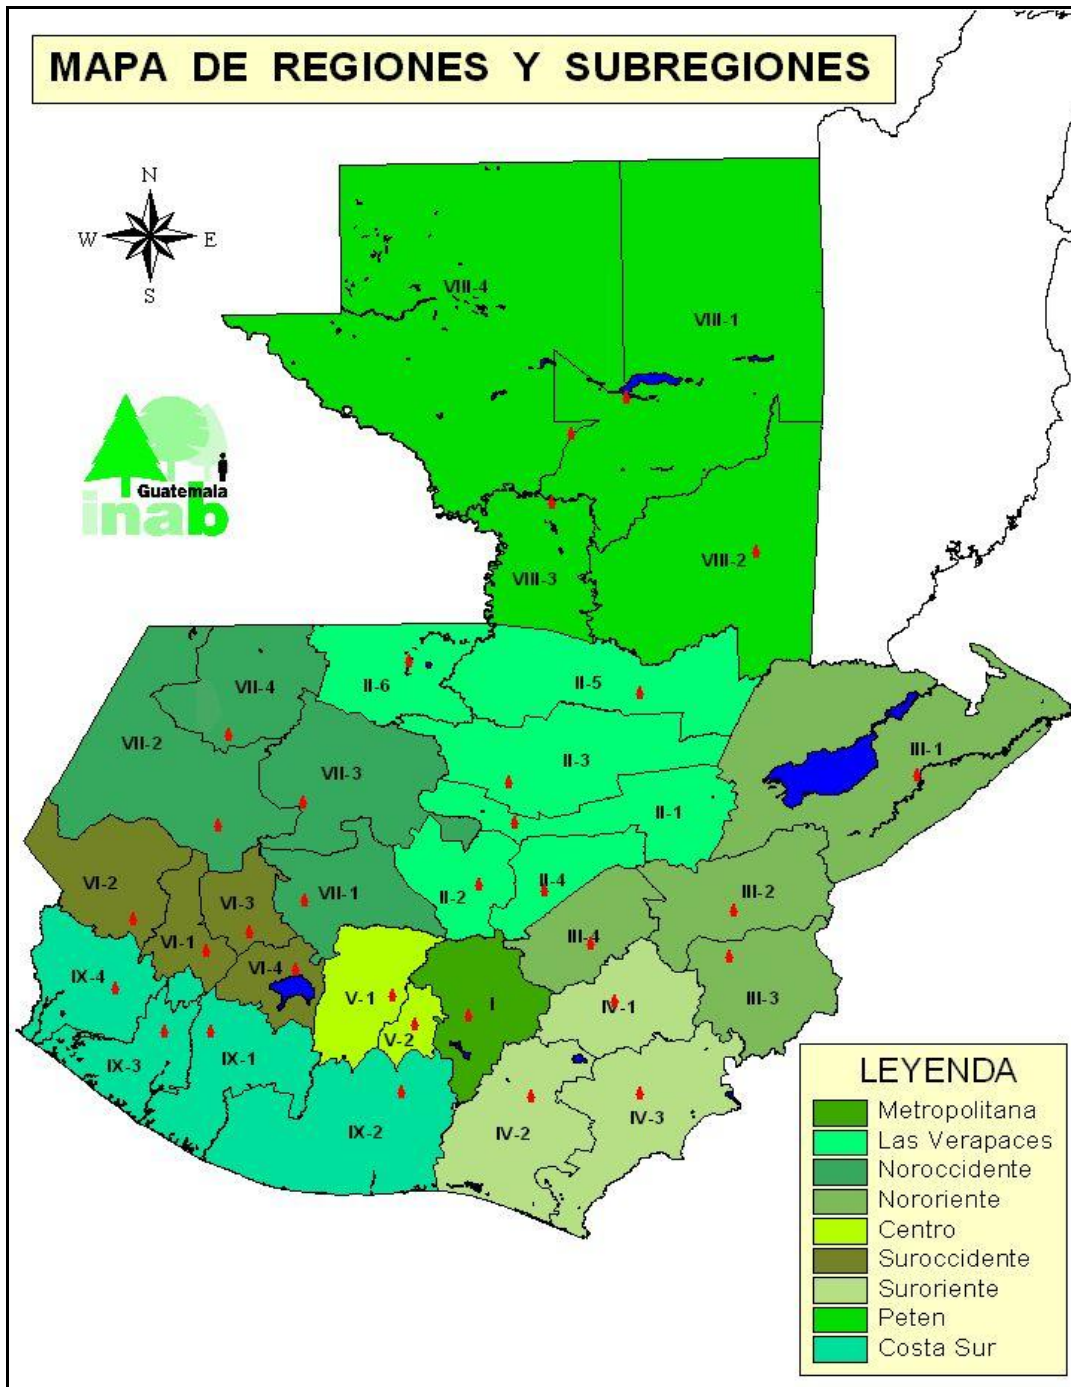 MAPA DE REGIONES Y SUBREGIONES
N
W E
S
VIII-4
VIII-1
Guatemala
inab
VIII-2
VIII-3
VII-4
II-6
II-5
VII-2
III-1
II-3
VII-3
II-1
VI-2
II-4
VII-1
II-2
III-2
VI-3
III-4
VI-1
III-3
VI-4
IX-4
V-1
I
IV-1
V-2
IX-3
IX-1
IX-2
IV-2
IV-3
LEYENDA
Metropolitana
Las Verapaces
Noroccidente
Nororiente
Centro
Suroccidente
Suroriente
Peten
Costa Sur